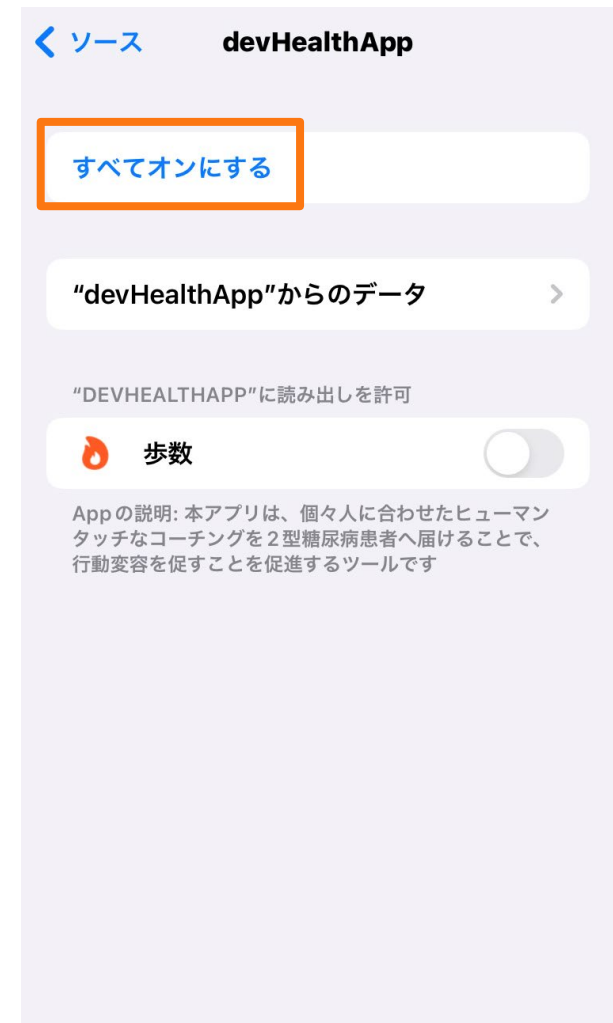 ソース
devHealthApp
すべてオンにする
“devHealthApp”からのデータ
“DEVHEALTHAPP”に読み出しを許可
歩数
Appの説明: 本アプリは、個々人に合わせたヒューマン
タッチなコーチングを2型糖尿病患者へ届けることで、
行動変容を促すことを促進するツールです